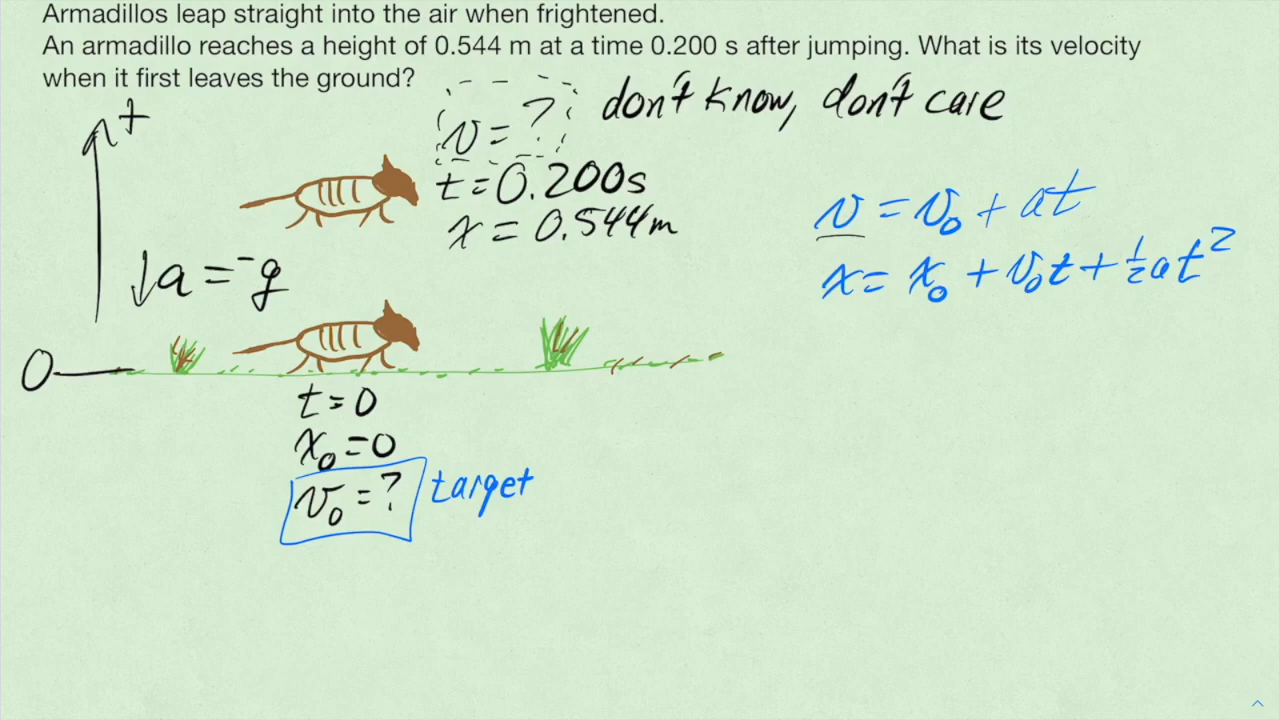 Armadillos leap straight into the air when frightened.
An armadillo reaches a height of 0.544 m at a time 0.200 s after jumping. What is its velocity
when it first leaves the ground?
+
v = ? don't know, don't care
t = 0.200s
x = 0.544m
v = v₀ + at
x = x₀ + v₀t + ½at²
↓a = -g
0
t = 0
x₀ = 0
v₀ = ? target